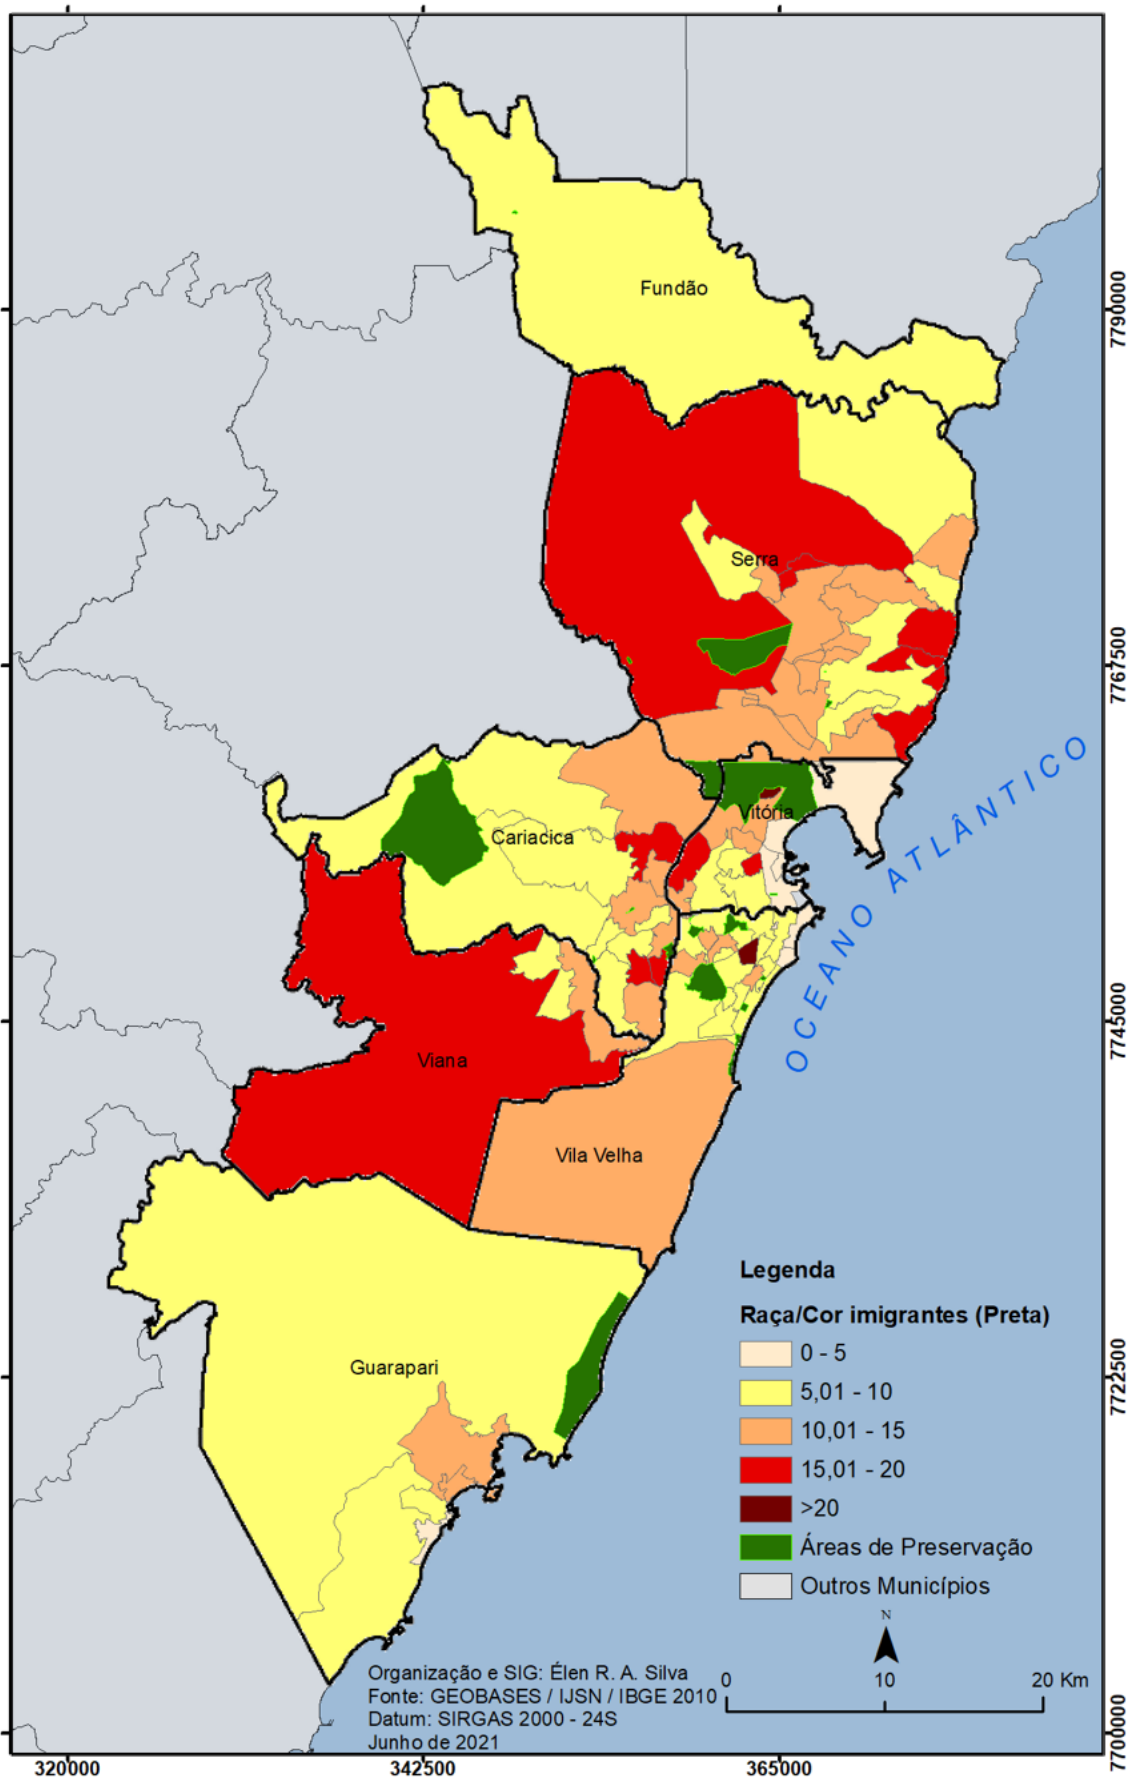 Fundão
7790000
Serra
7767500
Vitória
Cariacica
OCEANO ATLÂNTICO
7745000
Viana
Vila Velha
Legenda
Raça/Cor imigrantes (Preta)
0 - 5
5,01 - 10
10,01 - 15
15,01 - 20
>20
Áreas de Preservação
Outros Municípios
Guarapari
7722500
N
0 10 20 Km
Organização e SIG: Élen R. A. Silva
Fonte: GEOBASES / IJSN / IBGE 2010
Datum: SIRGAS 2000 - 24S
Junho de 2021
7700000
320000 342500 365000